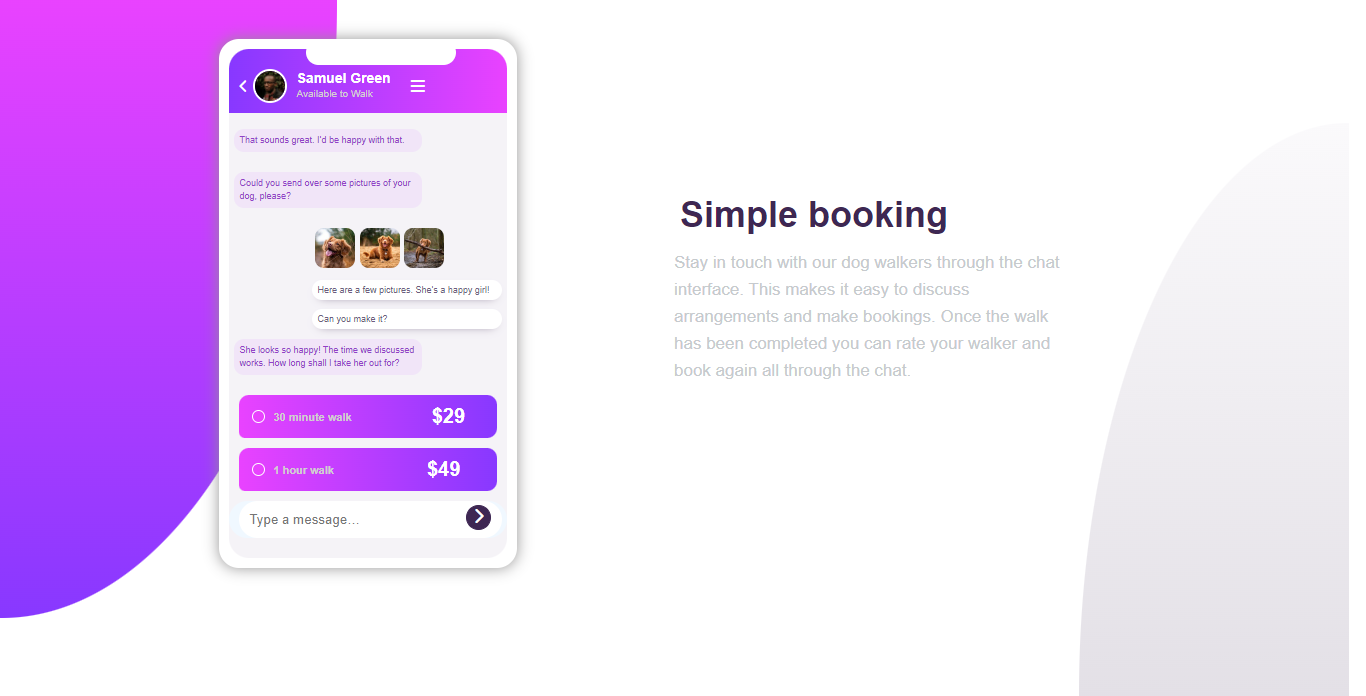 Samuel Green
Available to Walk
That sounds great. I'd be happy with that.
Could you send over some pictures of your
dog, please?
Here are a few pictures. She's a happy girl!
Can you make it?
She looks so happy! The time we discussed
works. How long shall I take her out for?
30 minute walk $29
1 hour walk $49
Type a message…
Simple booking
Stay in touch with our dog walkers through the chat
interface. This makes it easy to discuss
arrangements and make bookings. Once the walk
has been completed you can rate your walker and
book again all through the chat.